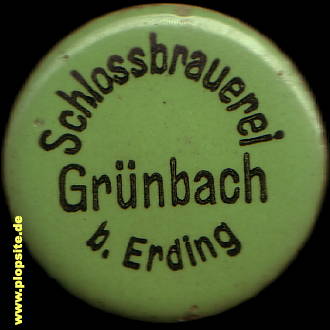 Schlossbrauerei
Grünbach
b. Erding
www.plopsite.de